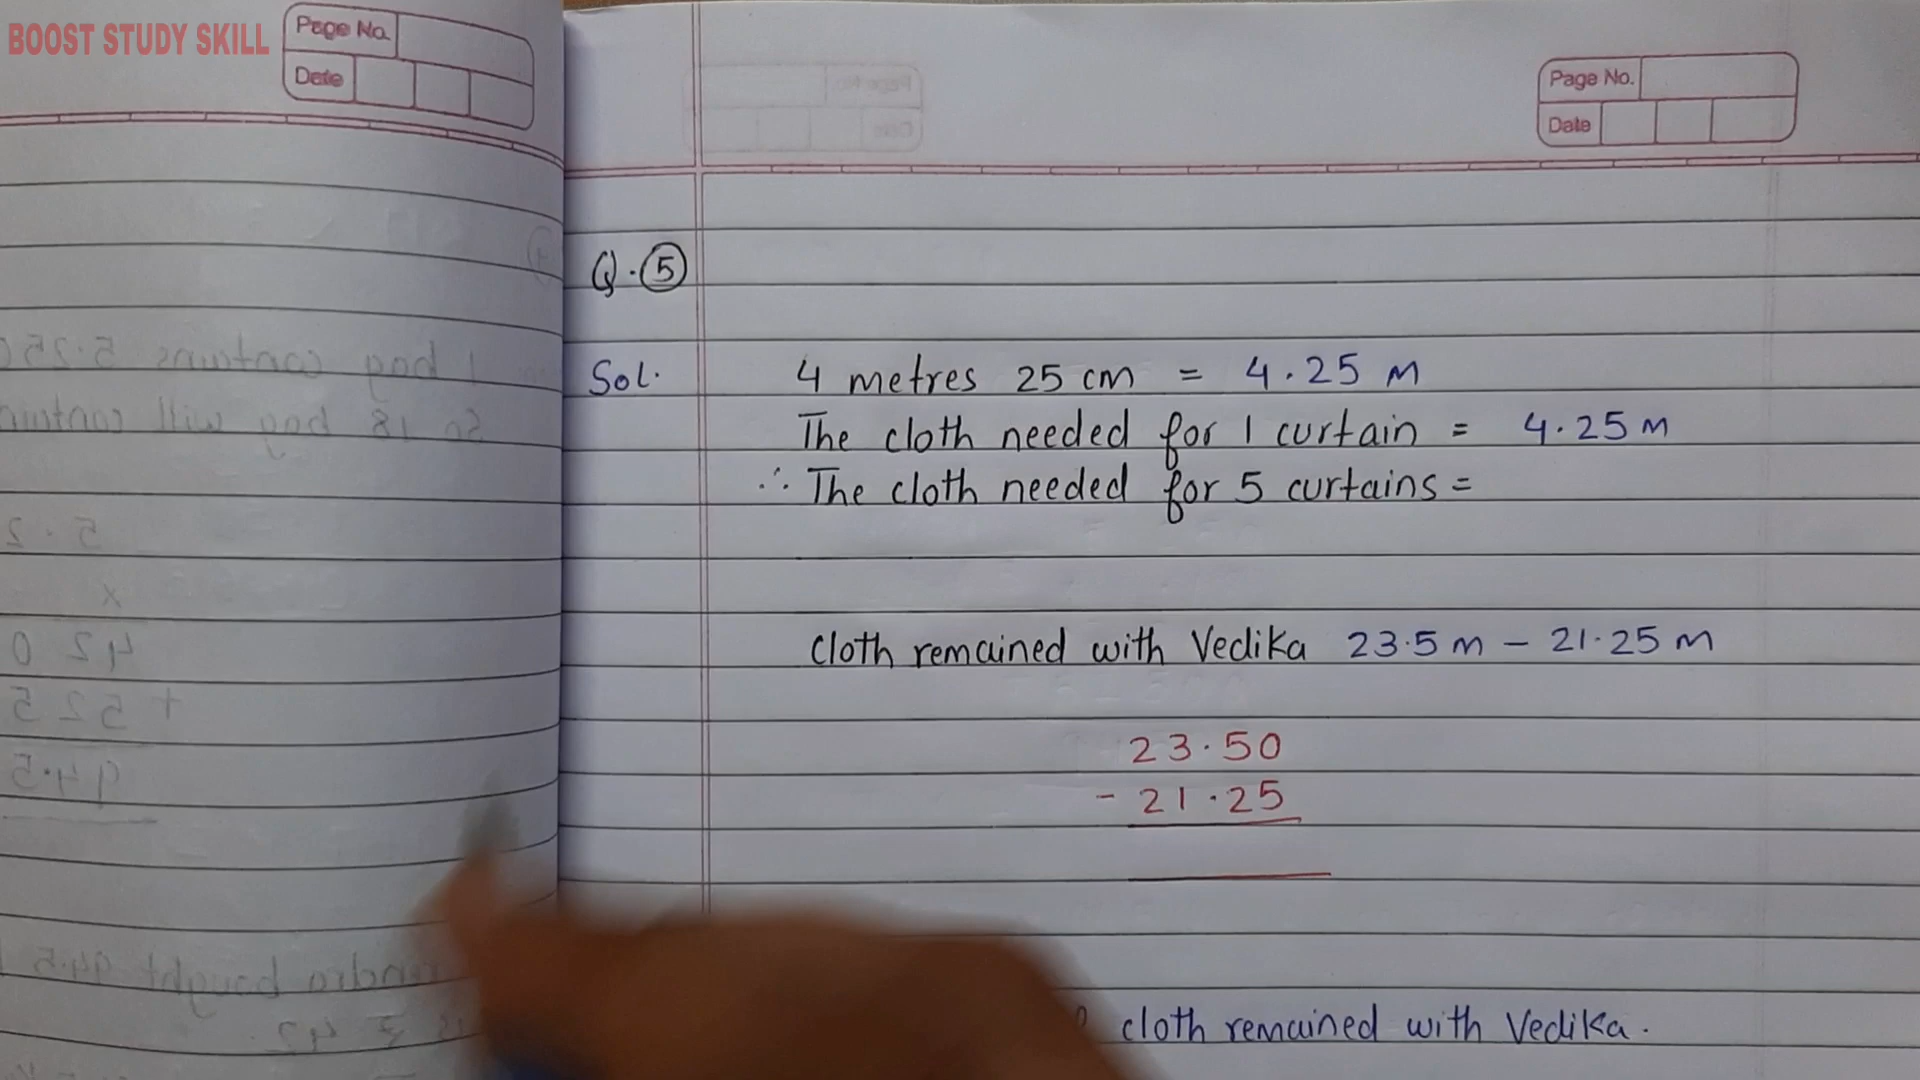 BOOST STUDY SKILL
Page No.
Date
Page No.
Date
Q.5
Sol. 4 metres 25 cm = 4.25 m
The cloth needed for 1 curtain = 4.25 m
∴ The cloth needed for 5 curtains =
Cloth remained with Vedika 23.5 m - 21.25 m
23.50
- 21.25
cloth remained with Vedika.